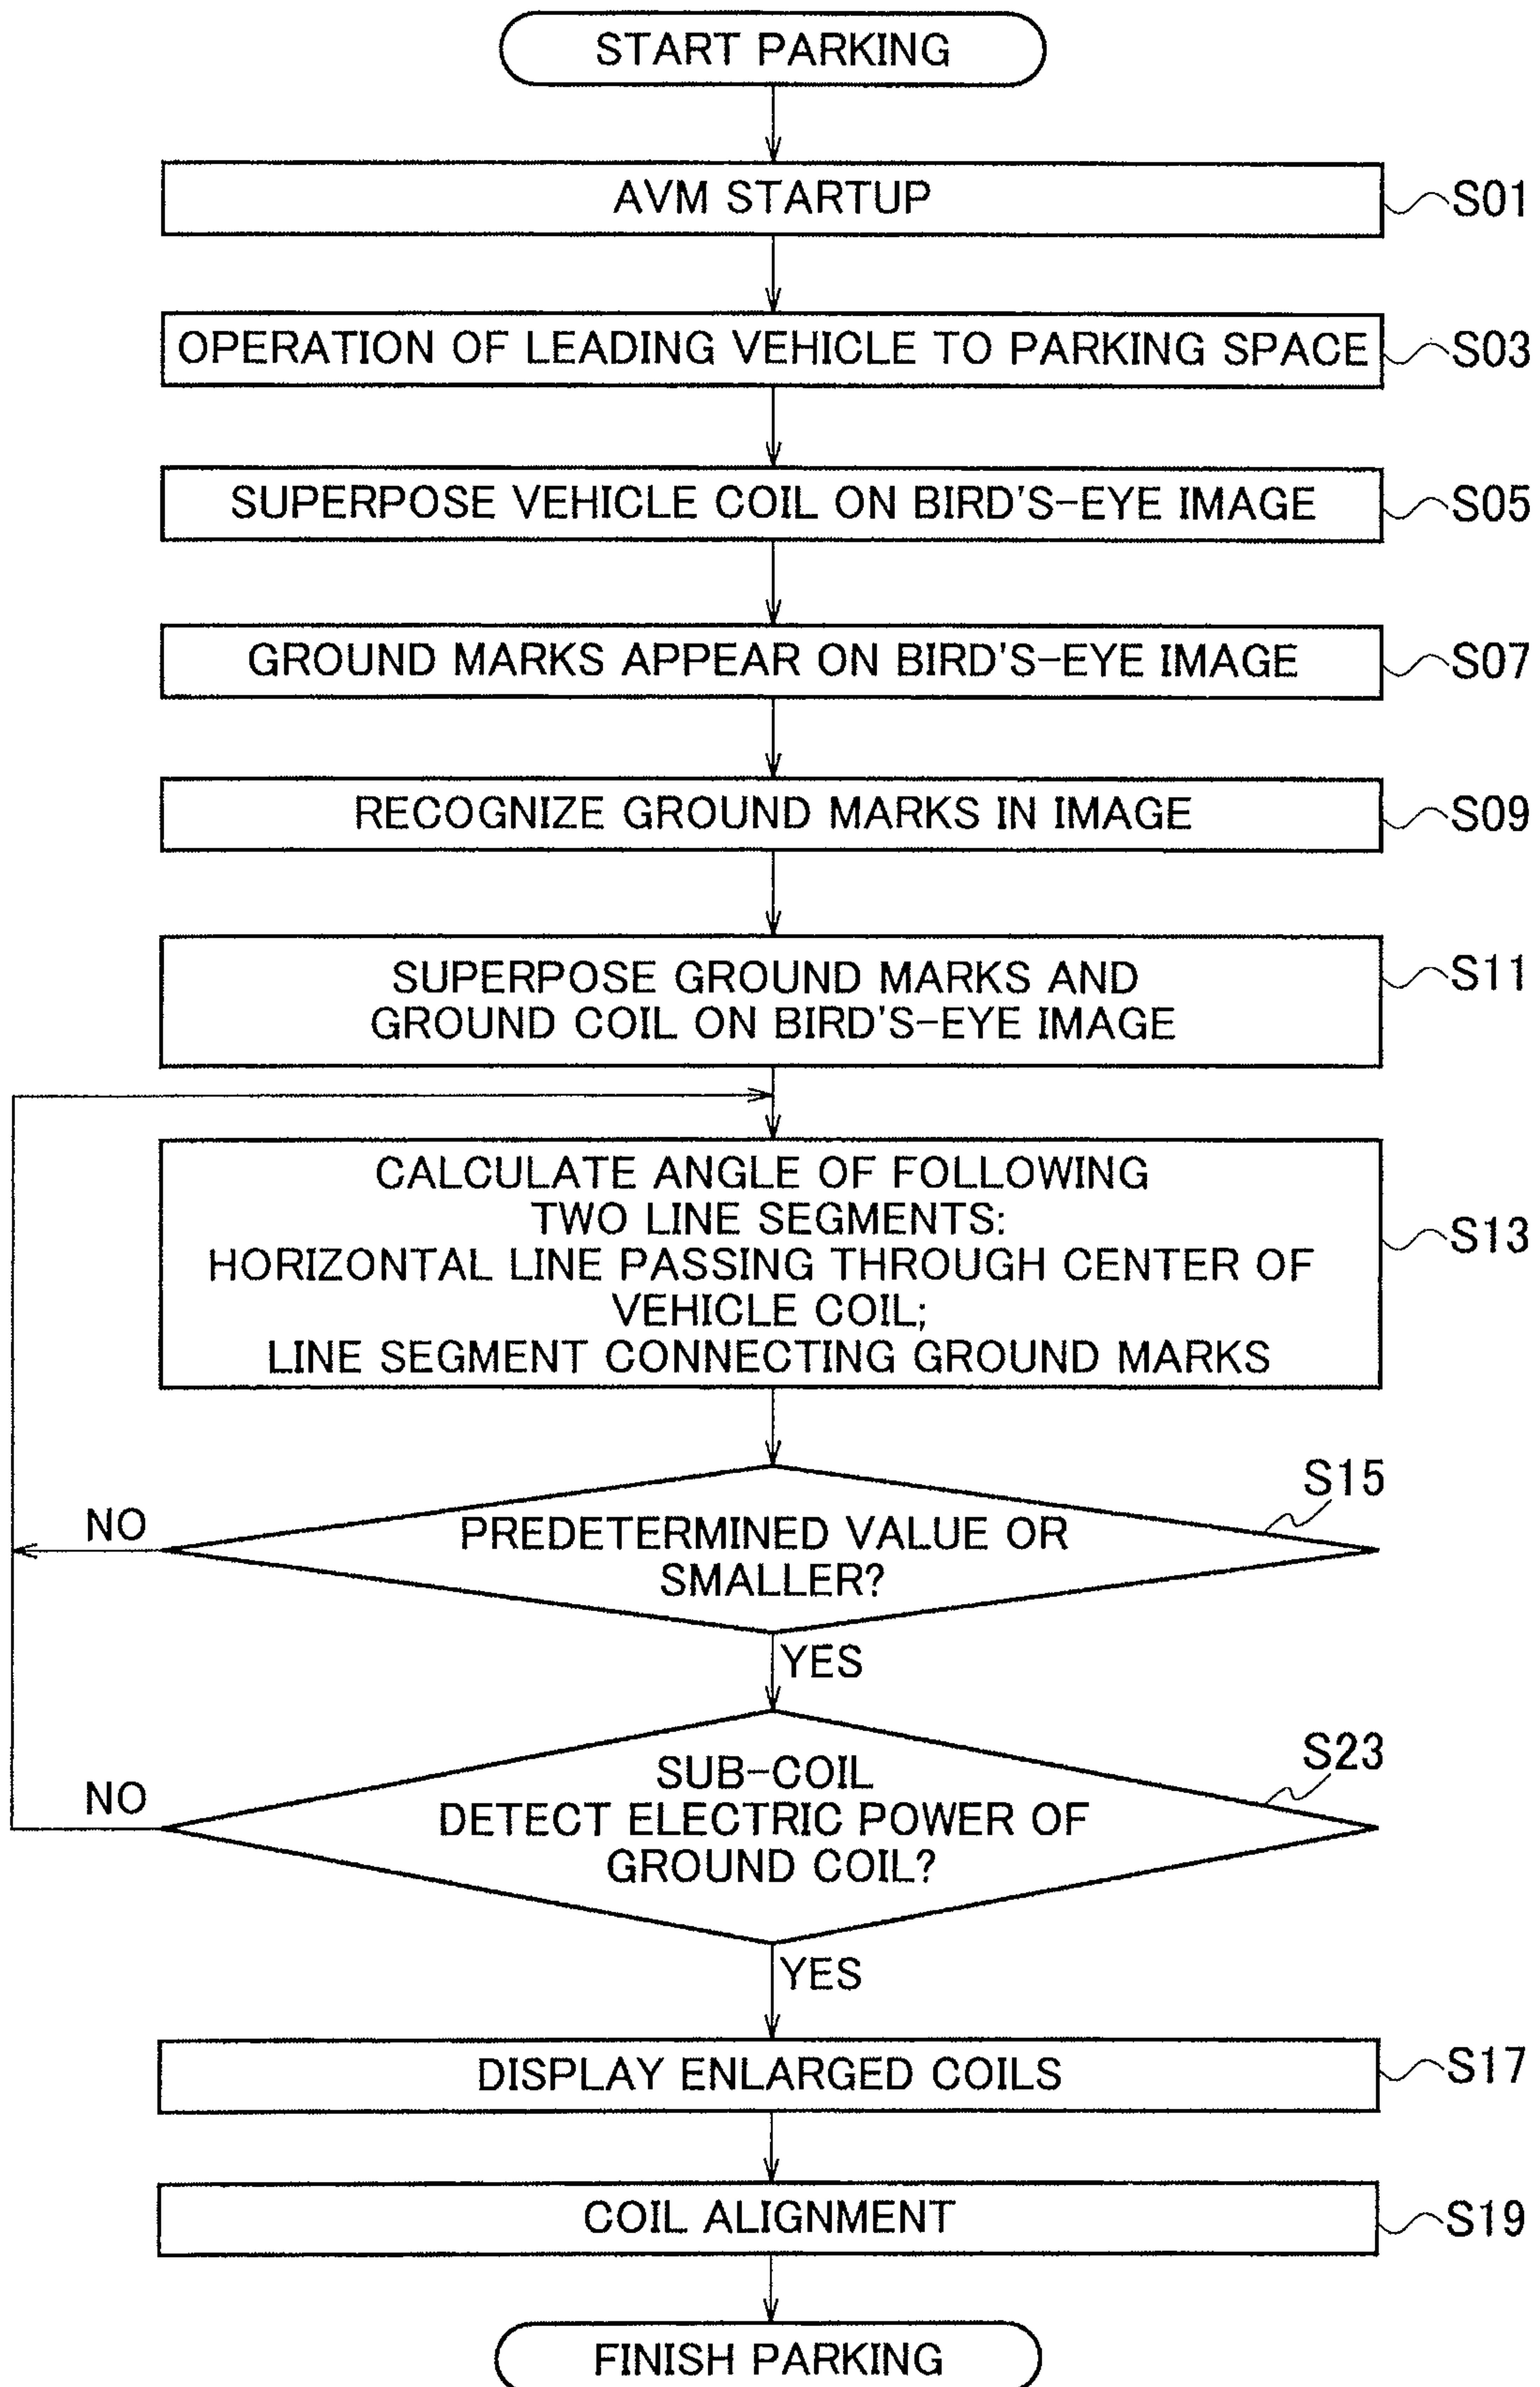 START PARKING
AVM STARTUP
S01
OPERATION OF LEADING VEHICLE TO PARKING SPACE
S03
SUPERPOSE VEHICLE COIL ON BIRD'S-EYE IMAGE
S05
GROUND MARKS APPEAR ON BIRD'S-EYE IMAGE
S07
RECOGNIZE GROUND MARKS IN IMAGE
S09
SUPERPOSE GROUND MARKS AND
GROUND COIL ON BIRD'S-EYE IMAGE
S11
CALCULATE ANGLE OF FOLLOWING
TWO LINE SEGMENTS:
HORIZONTAL LINE PASSING THROUGH CENTER OF
VEHICLE COIL;
LINE SEGMENT CONNECTING GROUND MARKS
S13
S15
NO
PREDETERMINED VALUE OR
SMALLER?
YES
S23
NO
SUB-COIL
DETECT ELECTRIC POWER OF
GROUND COIL?
YES
DISPLAY ENLARGED COILS
S17
COIL ALIGNMENT
S19
FINISH PARKING